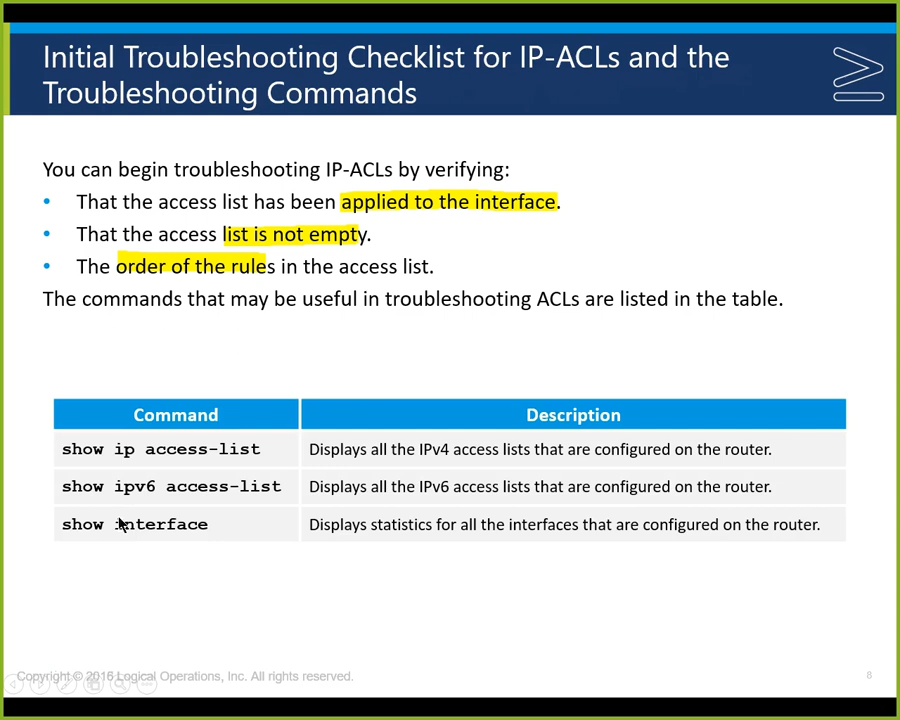 Initial Troubleshooting Checklist for IP-ACLs and the
Troubleshooting Commands
You can begin troubleshooting IP-ACLs by verifying:
• That the access list has been applied to the interface.
• That the access list is not empty.
• The order of the rules in the access list.
The commands that may be useful in troubleshooting ACLs are listed in the table.
Command Description
show ip access-list Displays all the IPv4 access lists that are configured on the router.
show ipv6 access-list Displays all the IPv6 access lists that are configured on the router.
show interface Displays statistics for all the interfaces that are configured on the router.
Copyright © 2016 Logical Operations, Inc. All rights reserved. 8